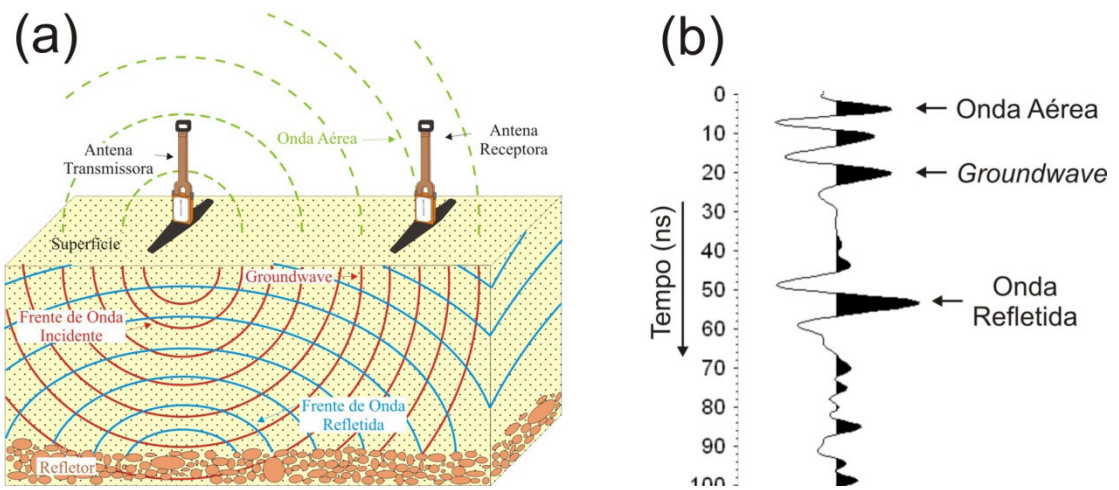 (a)
Onda Aérea
Antena
Transmissora
Antena
Receptora
Superfície
Groundwave
Frente de Onda
Incidente
Frente de Onda
Refletida
Refletor
(b)
0
10
20
30
40
50
60
70
80
90
100
Tempo (ns)
Onda Aérea
Groundwave
Onda
Refletida